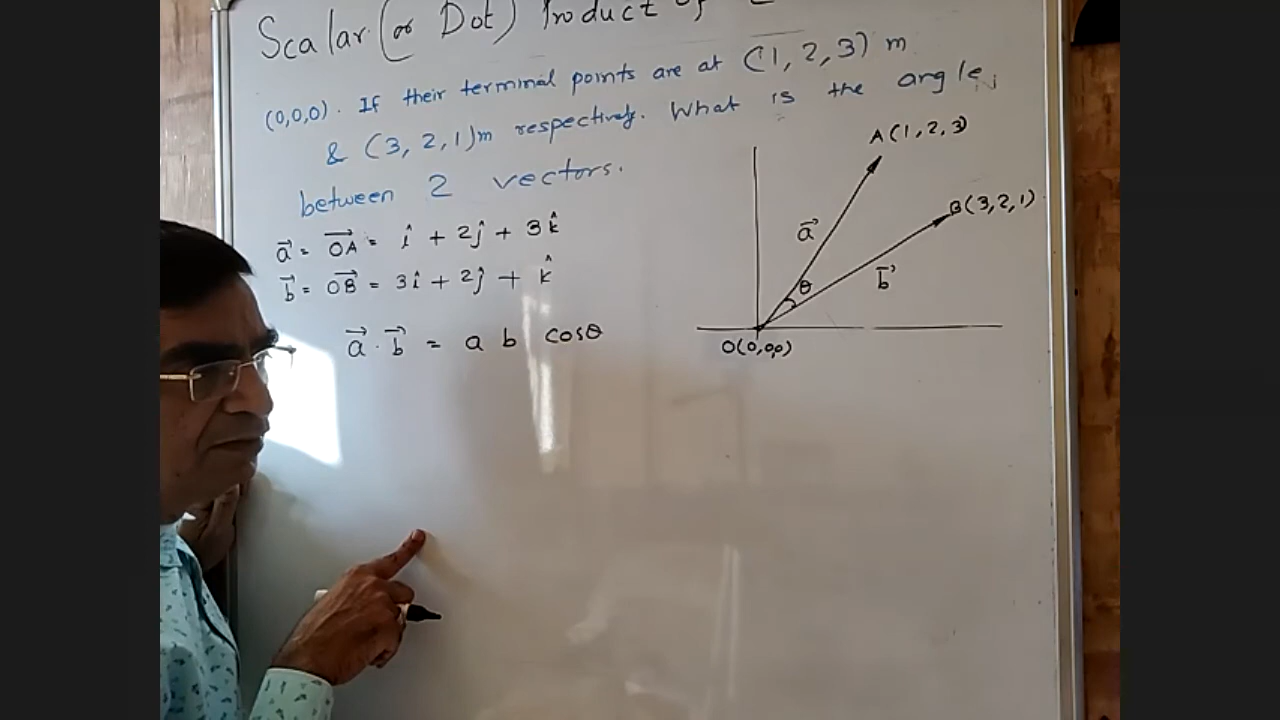 Scalar (or Dot) Product of
(0,0,0). If their terminal points are at (1, 2, 3) m
& (3, 2, 1)m respectively. What is the angle
between 2 vectors.
a⃗ = OA⃗ = î + 2ĵ + 3k̂
b⃗ = OB⃗ = 3î + 2ĵ + k̂
a⃗ . b⃗ = a b cosθ
A(1, 2, 3)
B(3, 2, 1)
a⃗
θ
b⃗
O(0,0,0)